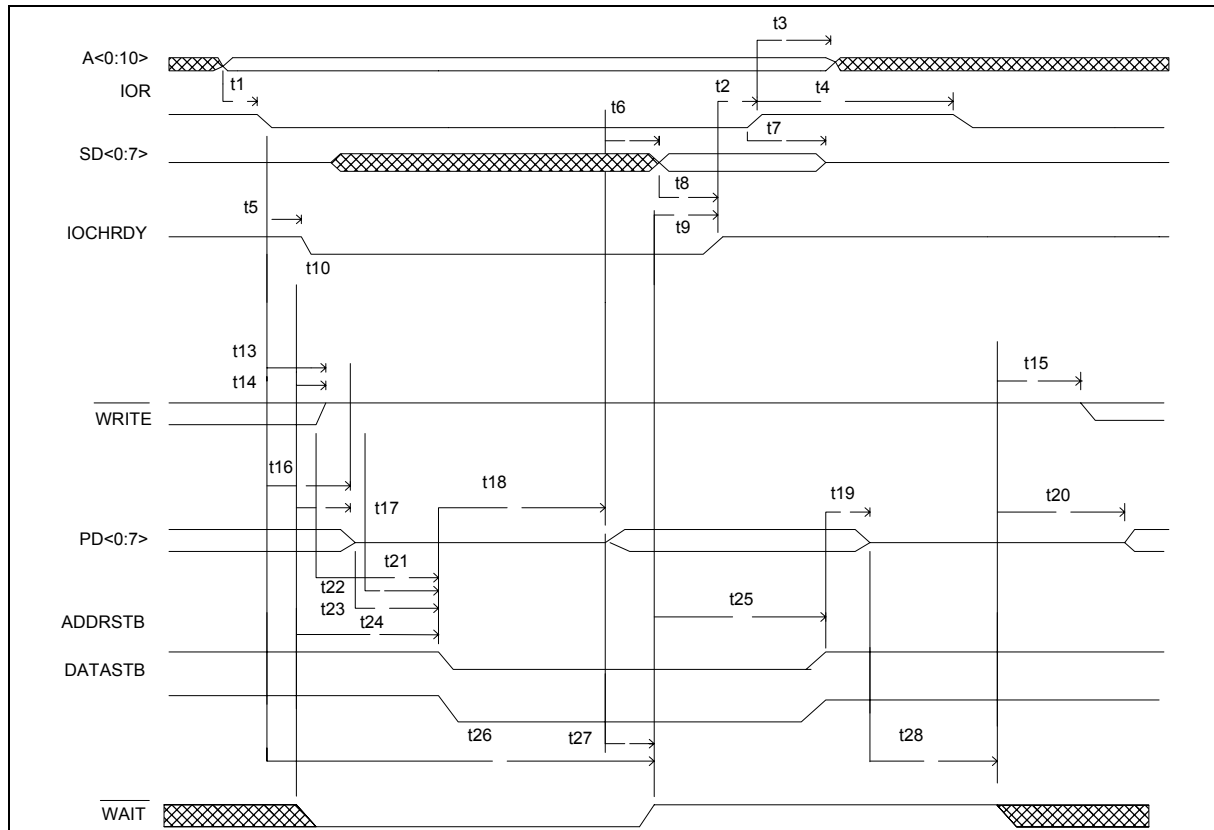 t3
A<0:10>
t1
t2
t4
IOR
t6
t7
SD<0:7>
t8
t5
t9
IOCHRDY
t10
t13
t14
t15
WRITE
t16
t18
t17
t19
t20
PD<0:7>
t21
t22
t23
t25
ADDRSTB
t24
DATASTB
t26
t27
t28
WAIT